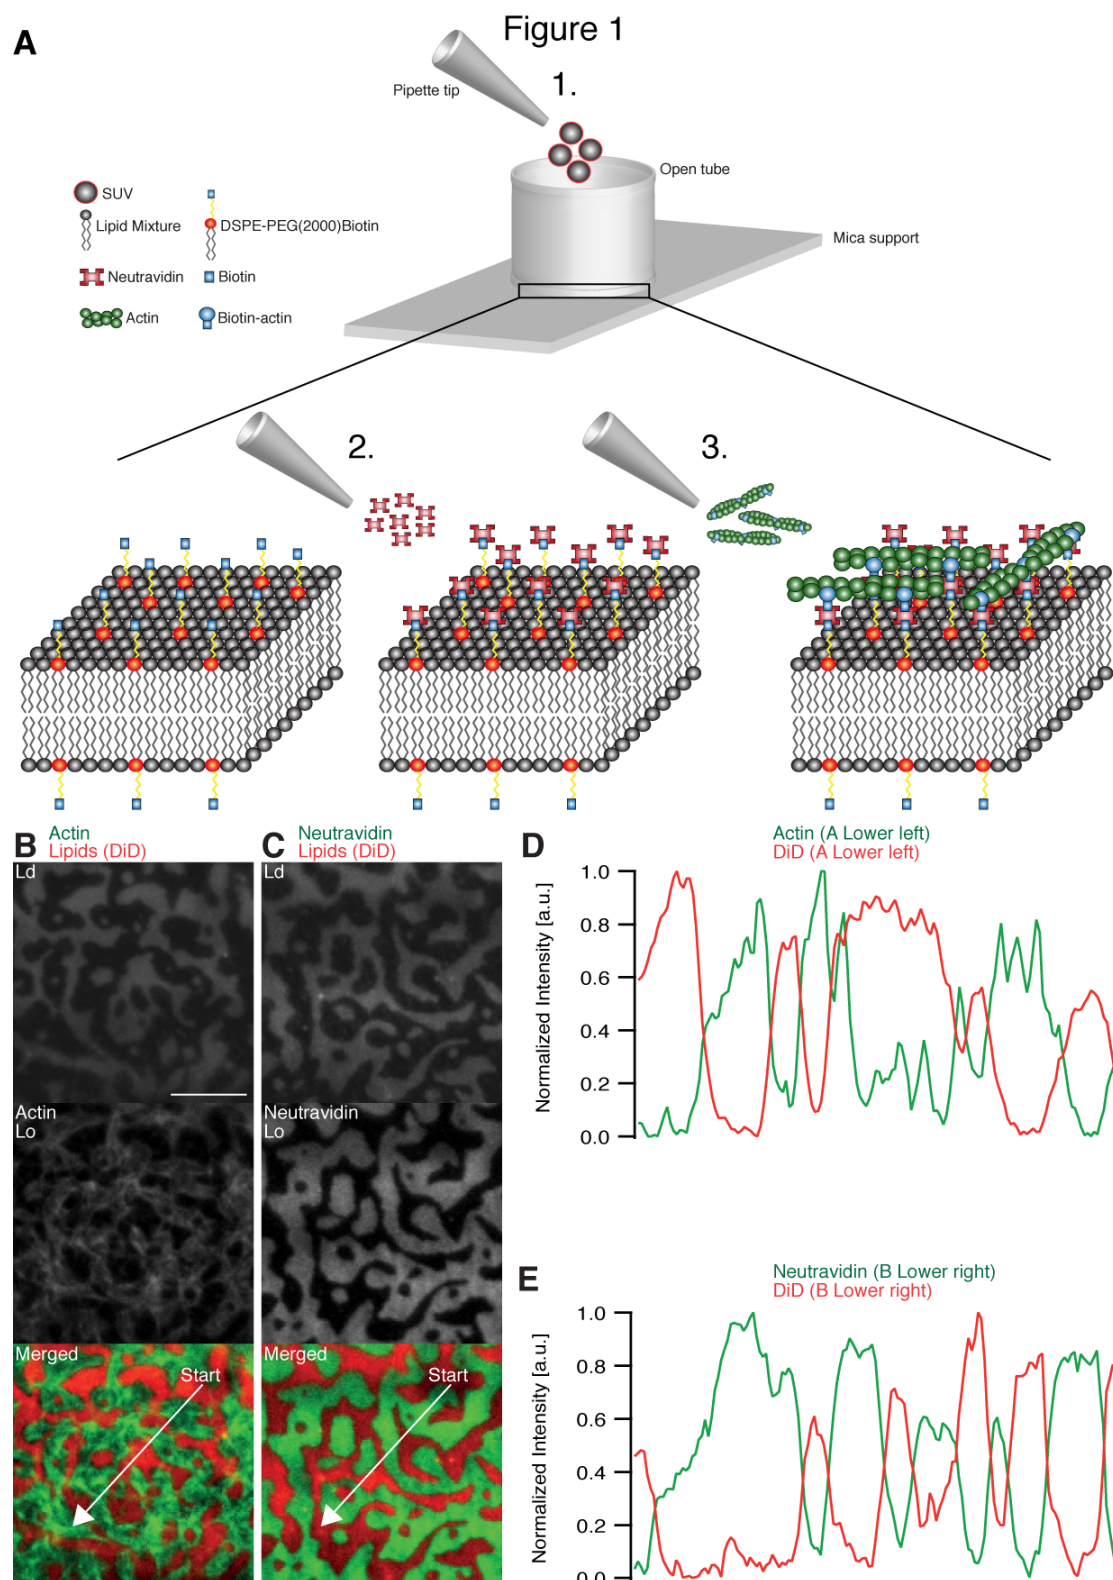 Figure 1
A
1.
Pipette tip
Open tube
Mica support
SUV
Lipid Mixture
DSPE-PEG(2000)Biotin
Neutravidin
Biotin
Actin
Biotin-actin
2.
3.
B
Actin
Lipids (DiD)
Ld
Actin
Lo
Merged
Start
C
Neutravidin
Lipids (DiD)
Ld
Neutravidin
Lo
Merged
Start
D
Actin (A Lower left)
DiD (A Lower left)
Normalized Intensity [a.u.]
1.0
0.8
0.6
0.4
0.2
0.0
E
Neutravidin (B Lower right)
DiD (B Lower right)
Normalized Intensity [a.u.]
1.0
0.8
0.6
0.4
0.2
0.0